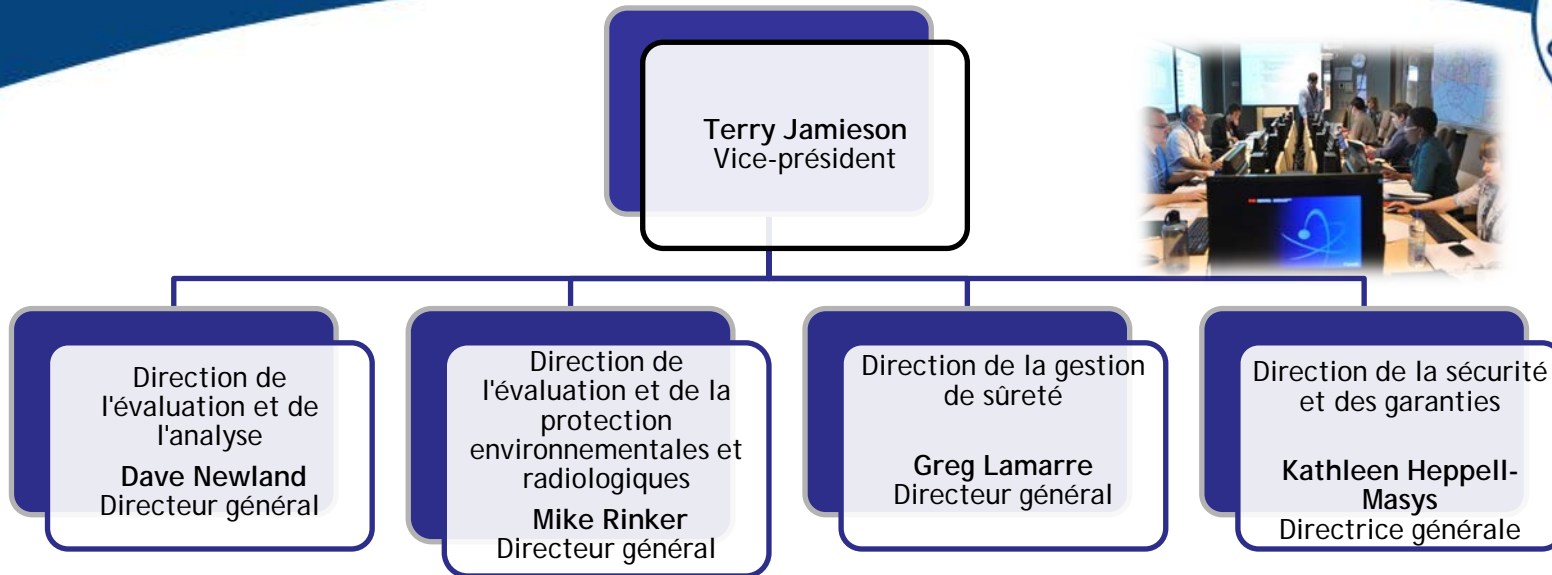 Terry Jamieson
Vice-président
Direction de
l'évaluation et de
l'analyse
Dave Newland
Directeur général
Direction de
l'évaluation et de la
protection
environnementales et
radiologiques
Mike Rinker
Directeur général
Direction de la gestion
de sûreté
Greg Lamarre
Directeur général
Direction de la sécurité
et des garanties
Kathleen Heppell-
Masys
Directrice générale